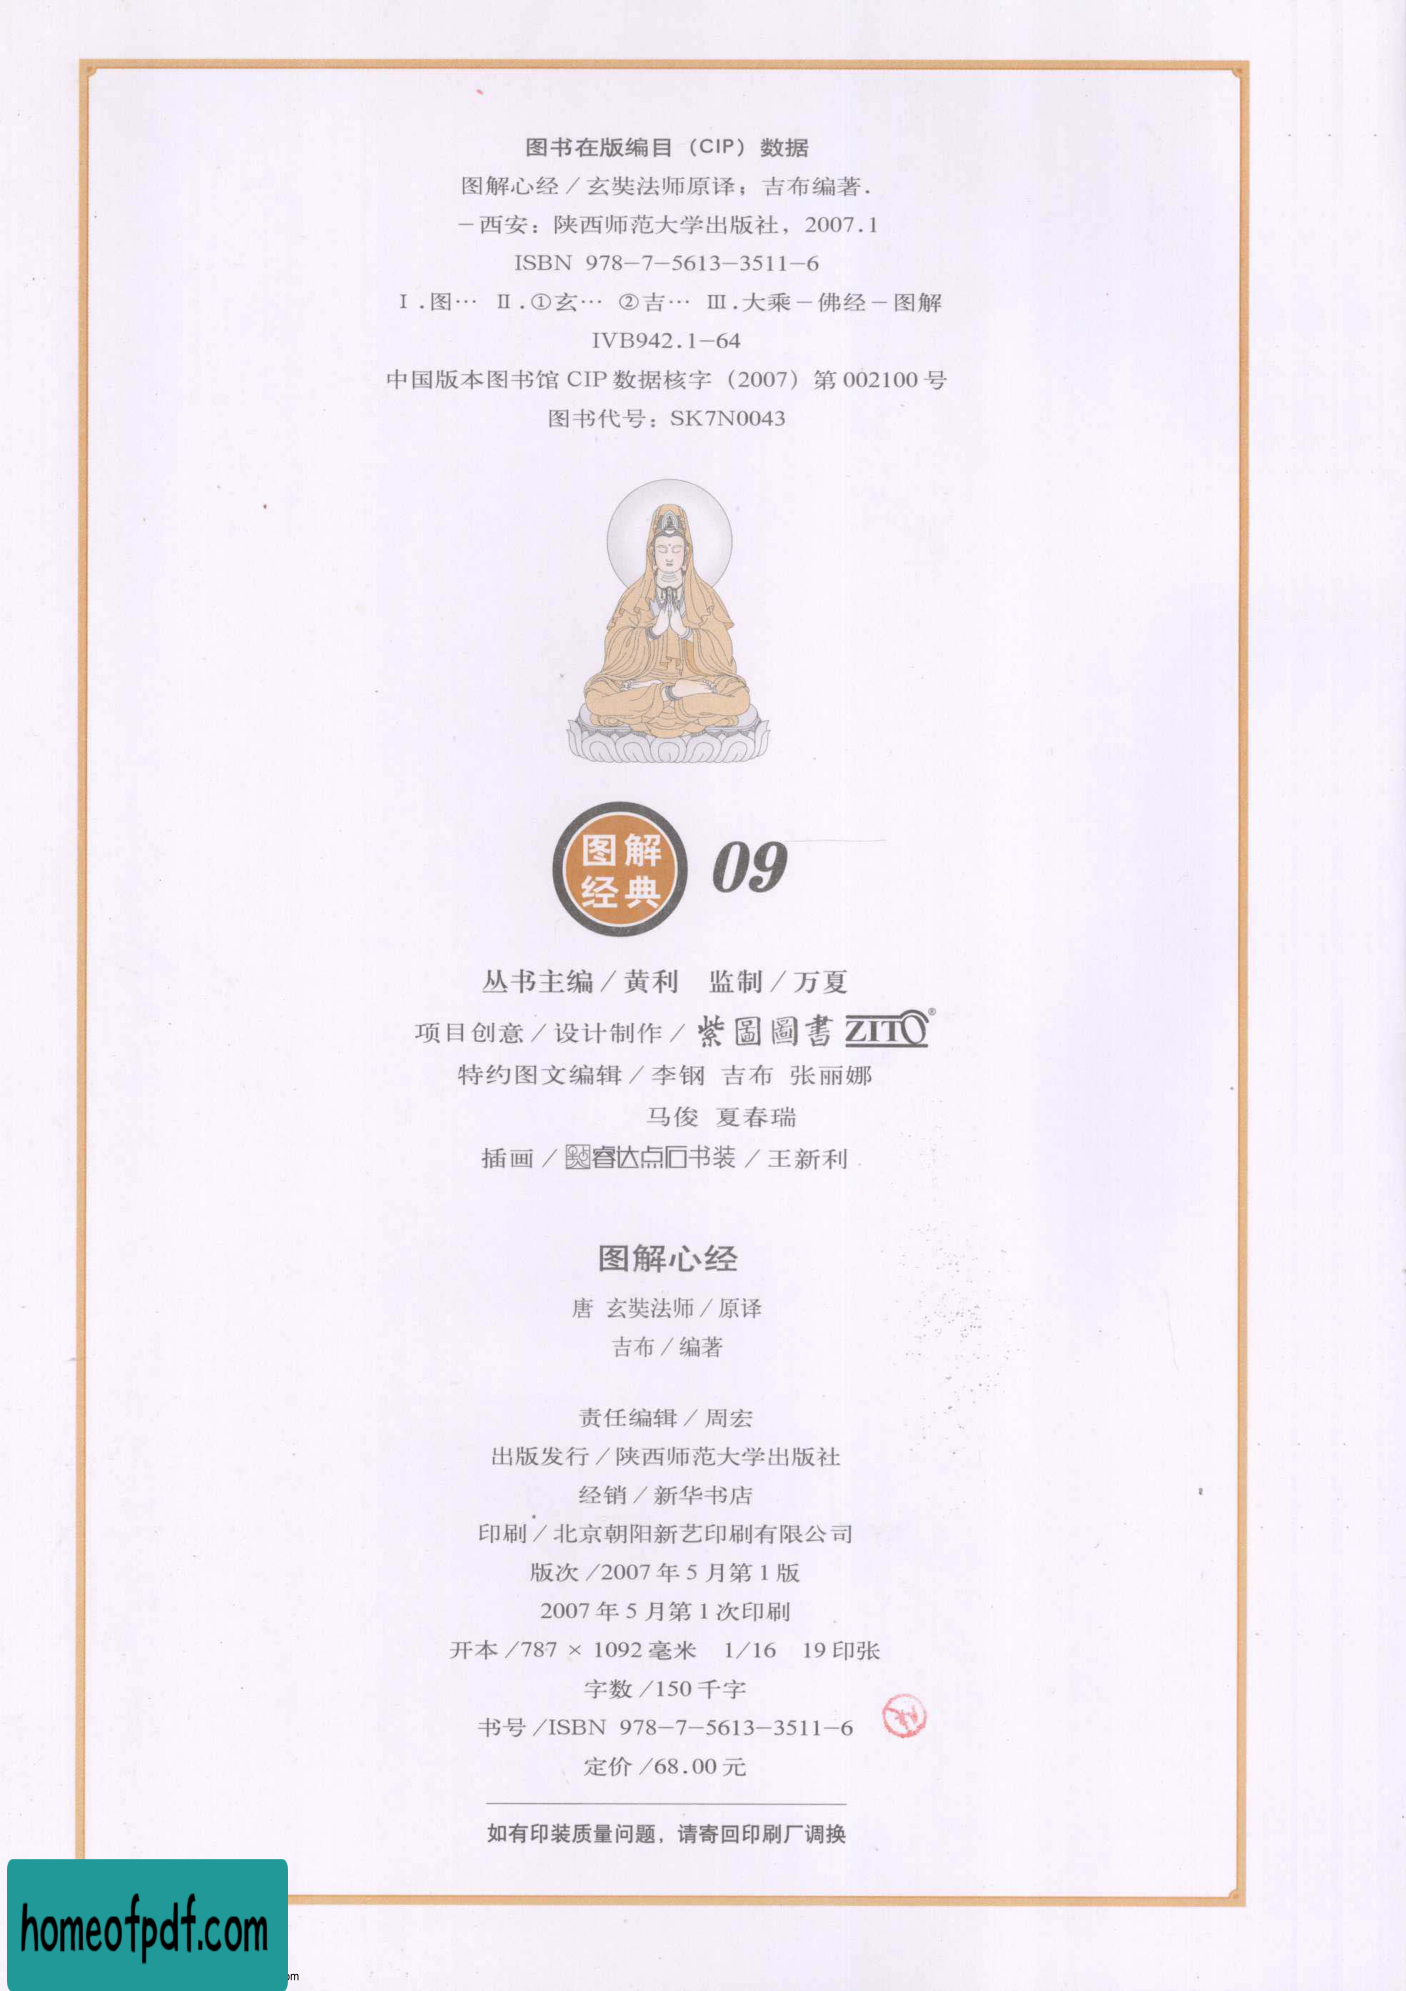 图书在版编目（CIP）数据
图解心经／玄奘法师原译；吉布编著.
－西安：陕西师范大学出版社，2007.1
ISBN 978-7-5613-3511-6
Ⅰ.图… Ⅱ.①玄… ②吉… Ⅲ.大乘－佛经－图解
IVB942.1-64
中国版本图书馆 CIP 数据核字（2007）第 002100 号
图书代号：SK7N0043
图解
经典
09
丛书主编／黄利 监制／万夏
项目创意／设计制作／紫圖圖書 ZITO®
特约图文编辑／李钢 吉布 张丽娜
马俊 夏春瑞
插画／睿达点石书装／王新利
图解心经
唐 玄奘法师／原译
吉布／编著
责任编辑／周宏
出版发行／陕西师范大学出版社
经销／新华书店
印刷／北京朝阳新艺印刷有限公司
版次／2007 年 5 月第 1 版
2007 年 5 月第 1 次印刷
开本／787 × 1092 毫米 1/16 19 印张
字数／150 千字
书号／ISBN 978-7-5613-3511-6
定价／68.00 元
如有印装质量问题，请寄回印刷厂调换
homeofpdf.com
om